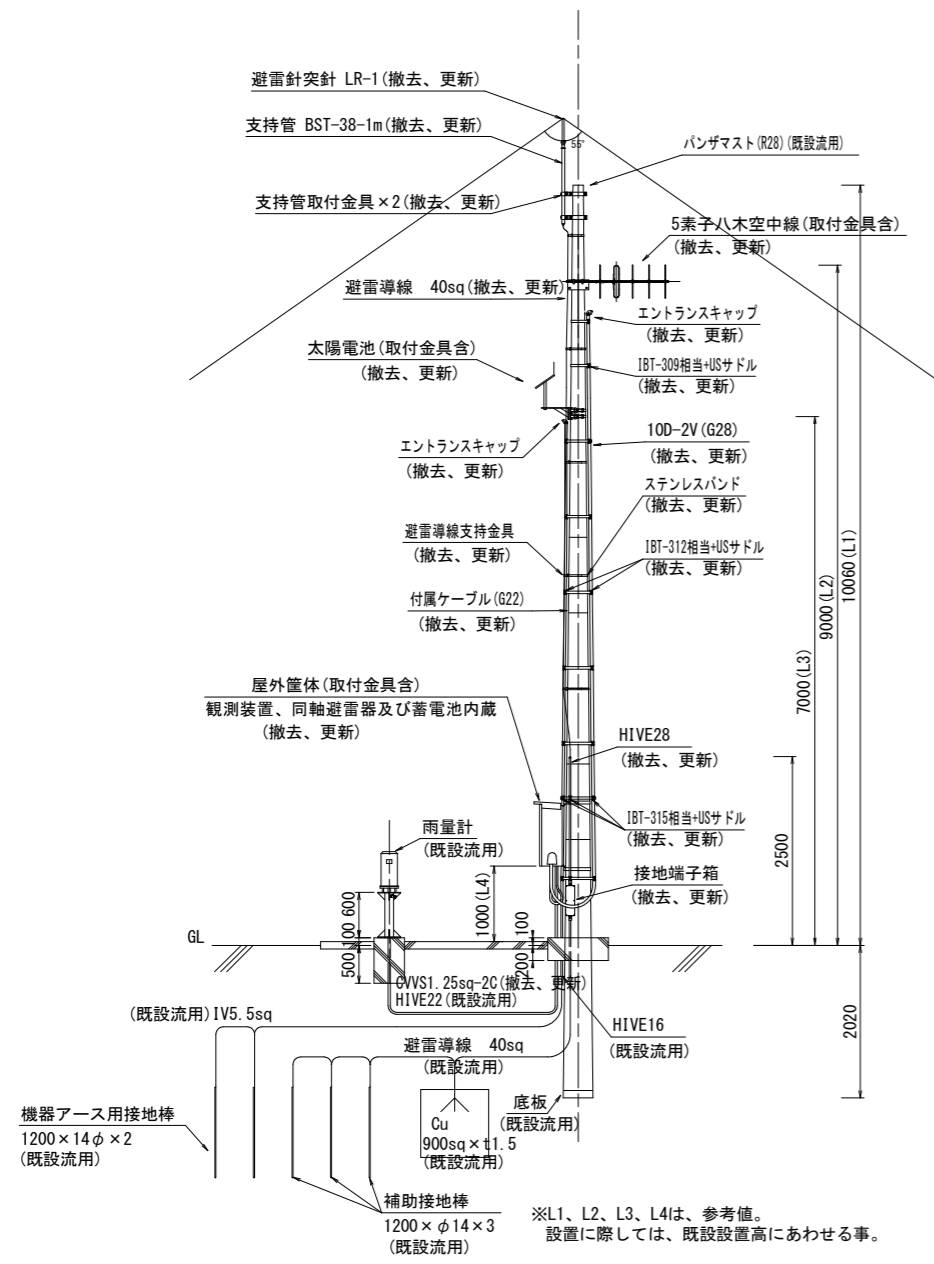 避雷針突針 LR-1(撤去、更新)
支持管 BST-38-1m(撤去、更新)
55°
パンザマスト(R28)(既設流用)
支持管取付金具×2(撤去、更新)
5素子八木空中線(取付金具含)
(撤去、更新)
避雷導線 40sq(撤去、更新)
エントランスキャップ
(撤去、更新)
太陽電池(取付金具含)
(撤去、更新)
IBT-309相当+USサドル
(撤去、更新)
エントランスキャップ
(撤去、更新)
10D-2V(G28)
(撤去、更新)
ステンレスバンド
(撤去、更新)
避雷導線支持金具
(撤去、更新)
IBT-312相当+USサドル
(撤去、更新)
付属ケーブル(G22)
(撤去、更新)
10060(L1)
9000(L2)
7000(L3)
屋外筐体(取付金具含)
観測装置、同軸避雷器及び蓄電池内蔵
(撤去、更新)
HIVE28
(撤去、更新)
IBT-315相当+USサドル
(撤去、更新)
2500
雨量計
(既設流用)
接地端子箱
(撤去、更新)
1000(L4)
600
100
100
GL
500
200
CVVS1.25sq-2C(撤去、更新)
HIVE22(既設流用)
(既設流用)IV5.5sq
HIVE16
(既設流用)
2020
避雷導線 40sq
(既設流用)
底板
(既設流用)
Cu
900sq×t1.5
(既設流用)
機器アース用接地棒
1200×14φ×2
(既設流用)
補助接地棒
1200×φ14×3
(既設流用)
※L1、L2、L3、L4は、参考値。
設置に際しては、既設設置高にあわせる事。